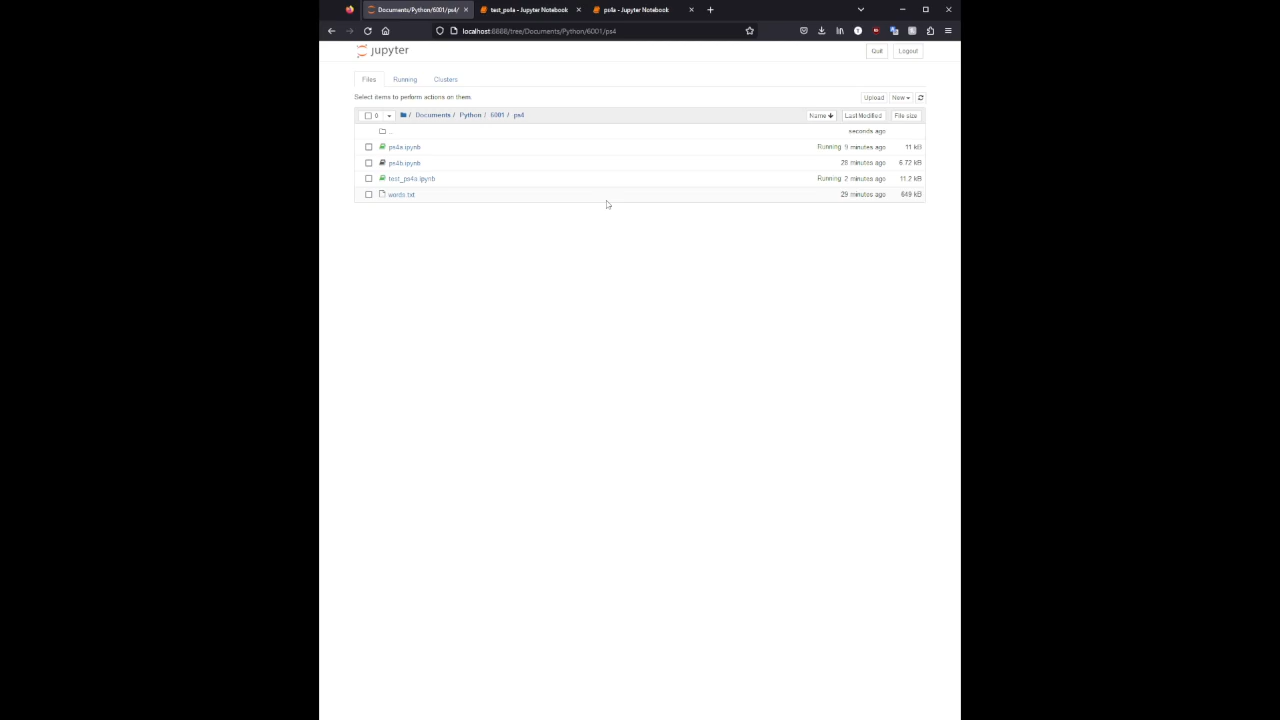 Documents/Python/6001/ps4/
test_ps4a - Jupyter Notebook
ps4a - Jupyter Notebook
localhost:8888/tree/Documents/Python/6001/ps4
jupyter
Quit
Logout
Files
Running
Clusters
Select items to perform actions on them.
Upload
New
0
/ Documents / Python / 6001 / ps4
Name
Last Modified
File size
..
seconds ago
ps4a.ipynb
Running 9 minutes ago
11 kB
ps4b.ipynb
28 minutes ago
6.72 kB
test_ps4a.ipynb
Running 2 minutes ago
11.2 kB
words.txt
29 minutes ago
649 kB